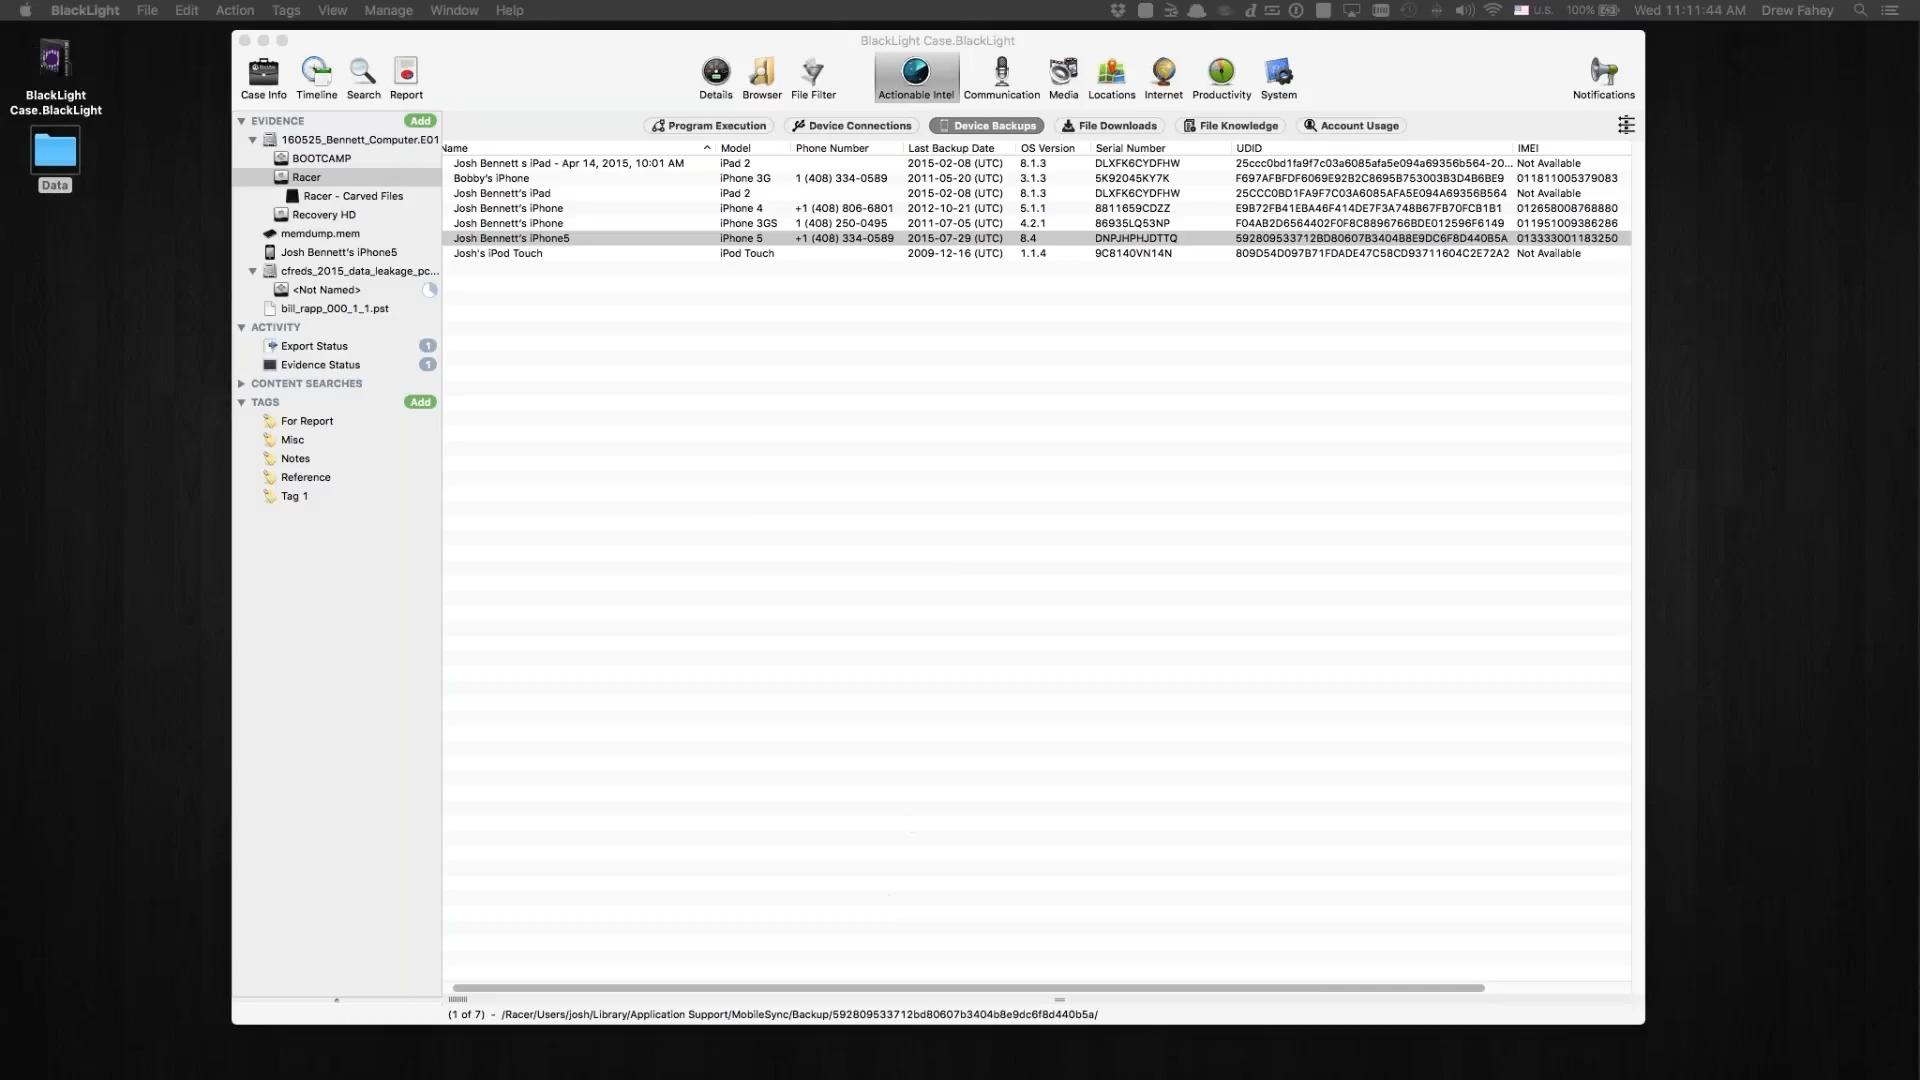 BlackLight File Edit Action Tags View Manage Window Help U.S. 100% Wed 11:11:44 AM Drew Fahey
BlackLight Case.BlackLight
BlackLight
Case.BlackLight
Data
Case Info Timeline Search Report Details Browser File Filter Actionable Intel Communication Media Locations Internet Productivity System Notifications
Program Execution Device Connections Device Backups File Downloads File Knowledge Account Usage
EVIDENCE Add
160525_Bennett_Computer.E01
BOOTCAMP
Racer
Racer - Carved Files
Recovery HD
memdump.mem
Josh Bennett's iPhone5
cfreds_2015_data_leakage_pc...
<Not Named>
bill_rapp_000_1_1.pst
ACTIVITY
Export Status 1
Evidence Status 1
CONTENT SEARCHES
TAGS Add
For Report
Misc
Notes
Reference
Tag 1
Name Model Phone Number Last Backup Date OS Version Serial Number UDID IMEI
Josh Bennett s iPad - Apr 14, 2015, 10:01 AM iPad 2 2015-02-08 (UTC) 8.1.3 DLXFK6CYDFHW 25ccc0bd1fa9f7c03a6085afa5e094a69356b564-20... Not Available
Bobby's iPhone iPhone 3G 1 (408) 334-0589 2011-05-20 (UTC) 3.1.3 5K92045KY7K F697AFBFDF6069E92B2C8695B753003B3D4B6BE9 011811005379083
Josh Bennett's iPad iPad 2 2015-02-08 (UTC) 8.1.3 DLXFK6CYDFHW 25CCC0BD1FA9F7C03A6085AFA5E094A69356B564 Not Available
Josh Bennett's iPhone iPhone 4 +1 (408) 806-6801 2012-10-21 (UTC) 5.1.1 8811659CDZZ E9B72FB41EBA46F414DE7F3A748B67FB70FCB1B1 012658008768880
Josh Bennett's iPhone iPhone 3GS 1 (408) 250-0495 2011-07-05 (UTC) 4.2.1 86935LQ53NP F04AB2D6564402F0F8C8896766BDE012596F6149 011951009386286
Josh Bennett's iPhone5 iPhone 5 +1 (408) 334-0589 2015-07-29 (UTC) 8.4 DNPJHPHJDTTQ 592809533712BD80607B3404B8E9DC6F8D440B5A 013333001183250
Josh's iPod Touch iPod Touch 2009-12-16 (UTC) 1.1.4 9C8140VN14N 809D54D097B71FDADE47C58CD93711604C2E72A2 Not Available
(1 of 7) - /Racer/Users/josh/Library/Application Support/MobileSync/Backup/592809533712bd80607b3404b8e9dc6f8d440b5a/